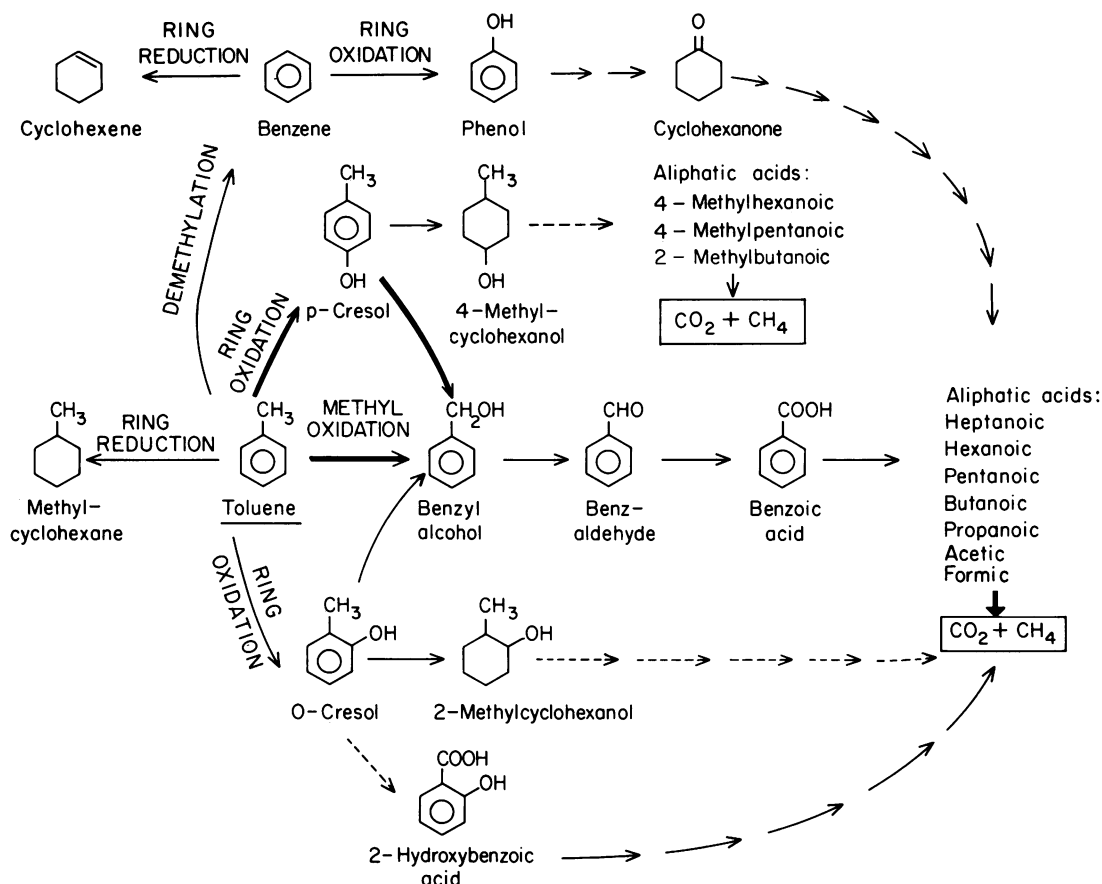 RING
REDUCTION
RING
OXIDATION
OH
O
Cyclohexene
Benzene
Phenol
Cyclohexanone
DEMETHYLATION
CH3
OH
p-Cresol
CH3
OH
4-Methyl-
cyclohexanol
Aliphatic acids:
4-Methylhexanoic
4-Methylpentanoic
2-Methylbutanoic
CO2 + CH4
RING
OXIDATION
CH3
RING
REDUCTION
CH3
METHYL
OXIDATION
CH2OH
CHO
COOH
Methyl-
cyclohexane
Toluene
Benzyl
alcohol
Benz-
aldehyde
Benzoic
acid
Aliphatic acids:
Heptanoic
Hexanoic
Pentanoic
Butanoic
Propanoic
Acetic
Formic
CO2 + CH4
RING
OXIDATION
CH3
OH
O-Cresol
CH3
OH
2-Methylcyclohexanol
COOH
OH
2-Hydroxybenzoic
acid